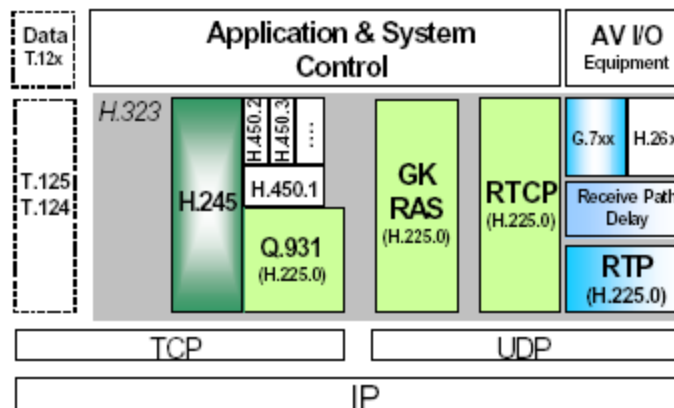 Data
T.12x
Application & System
Control
AV I/O
Equipment
H.323
T.125
T.124
H.245
H.450.2
H.450.3
....
H.450.1
Q.931
(H.225.0)
GK
RAS
(H.225.0)
RTCP
(H.225.0)
G.7xx
H.26x
Receive Path
Delay
RTP
(H.225.0)
TCP
UDP
IP